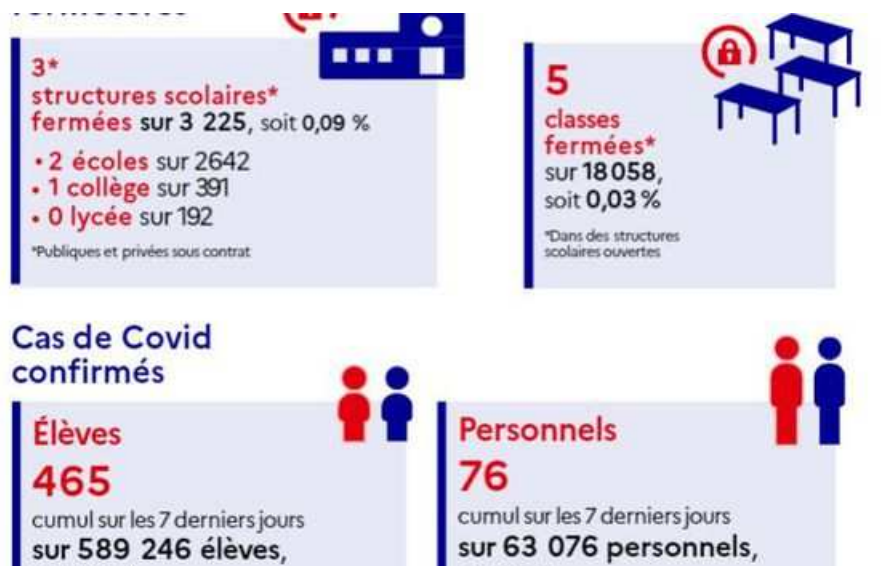 3*
structures scolaires*
fermées sur 3 225, soit 0,09 %
• 2 écoles sur 2642
• 1 collège sur 391
• 0 lycée sur 192
*Publiques et privées sous contrat
5
classes
fermées*
sur 18058,
soit 0,03 %
*Dans des structures
scolaires ouvertes
Cas de Covid
confirmés
Élèves
465
cumul sur les 7 derniers jours
sur 589 246 élèves,
Personnels
76
cumul sur les 7 derniers jours
sur 63 076 personnels,